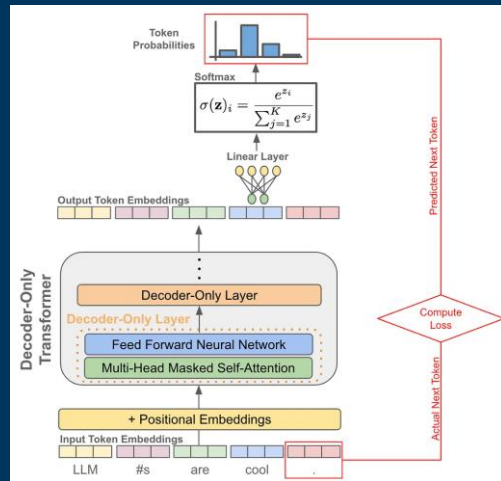 Token
Probabilities
Softmax
σ(z)ᵢ = e^{z_i} / ∑_{j=1}^{K} e^{z_j}
Linear Layer
Output Token Embeddings
Decoder-Only Layer
Decoder-Only Layer
Feed Forward Neural Network
Multi-Head Masked Self-Attention
Decoder-Only
Transformer
+ Positional Embeddings
Input Token Embeddings
LLM #s are cool .
Predicted Next Token
Compute
Loss
Actual Next Token